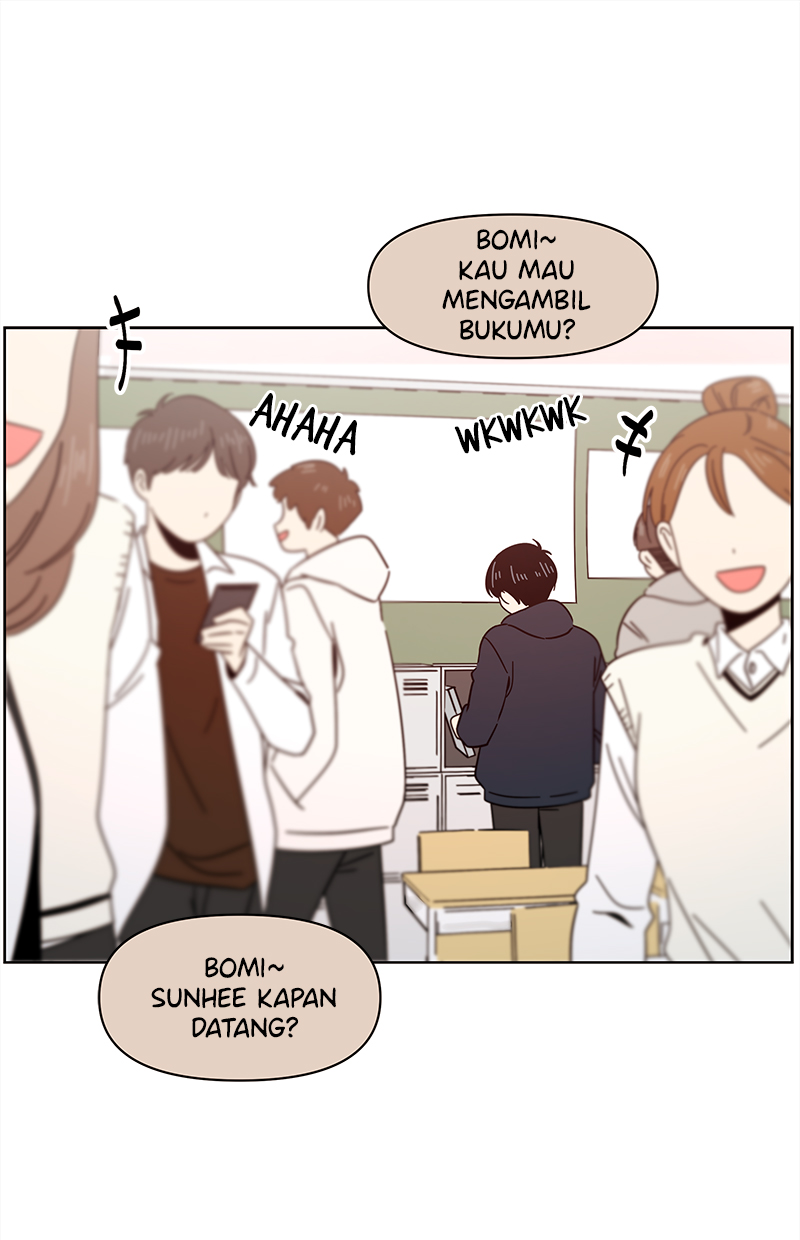 BOMI~
KAU MAU
MENGAMBIL
BUKUMU?
AHAHA
WKWKWK
BOMI~
SUNHEE KAPAN
DATANG?